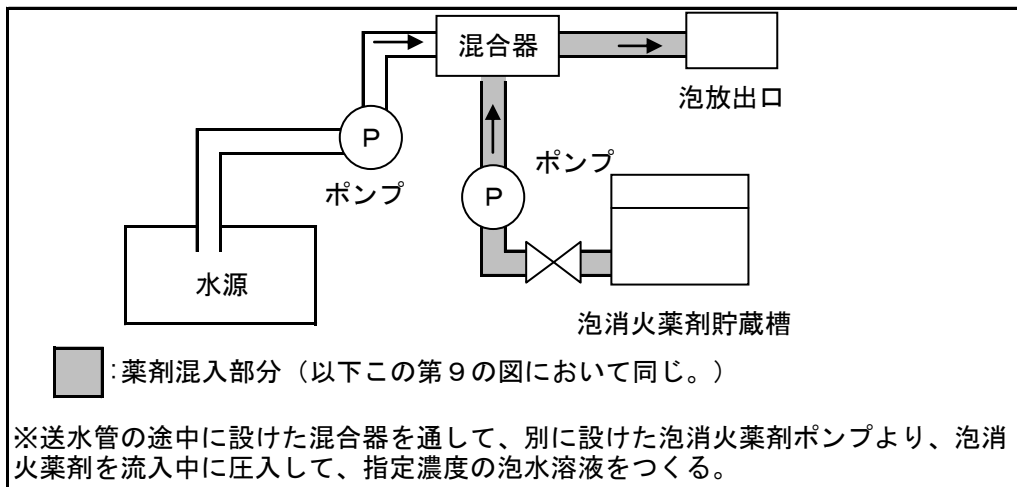 混合器
泡放出口
P
ポンプ
ポンプ
P
水源
泡消火薬剤貯蔵槽
:薬剤混入部分（以下この第９の図において同じ。）
※送水管の途中に設けた混合器を通して、別に設けた泡消火薬剤ポンプより、泡消
火薬剤を流入中に圧入して、指定濃度の泡水溶液をつくる。